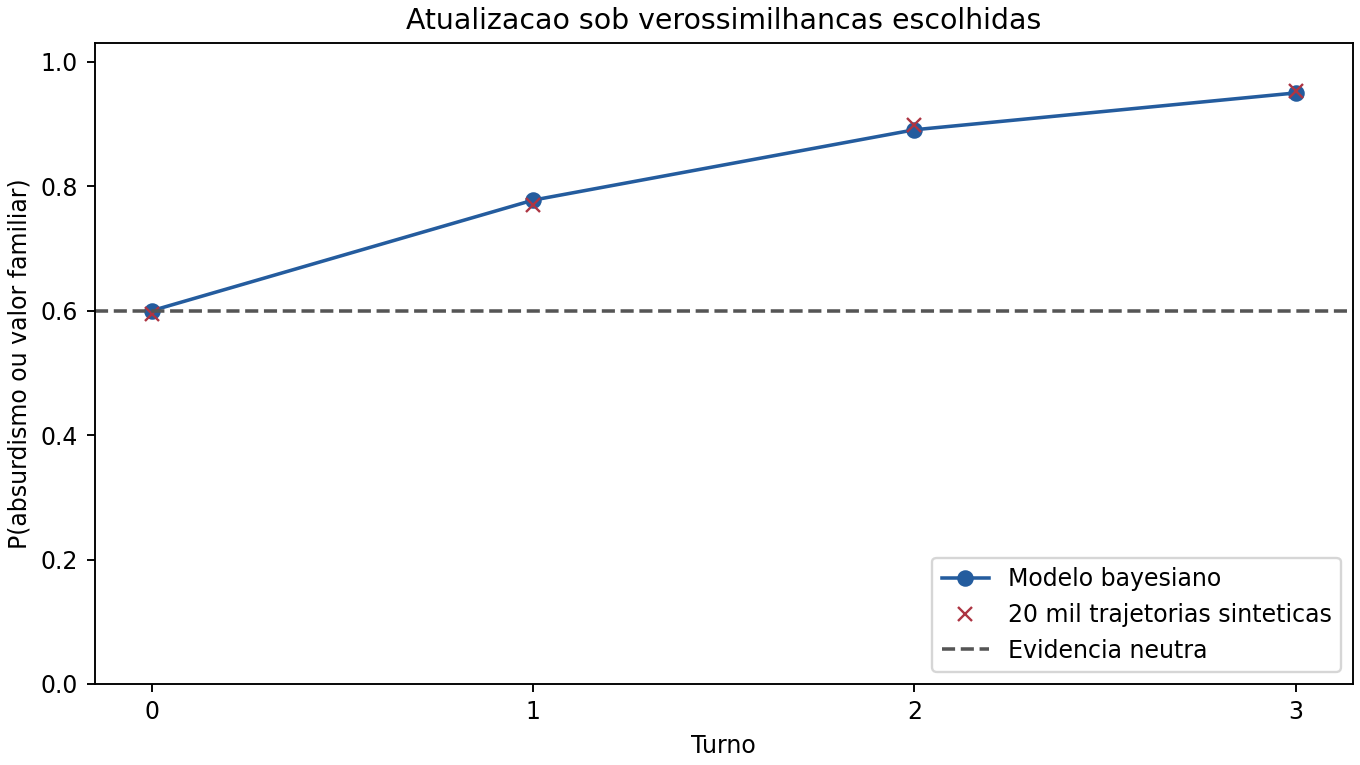 Atualizacao sob verossimilhancas escolhidas
P(absurdismo ou valor familiar)
1.0
0.8
0.6
0.4
0.2
0.0
Modelo bayesiano
20 mil trajetorias sinteticas
Evidencia neutra
0 1 2 3
Turno